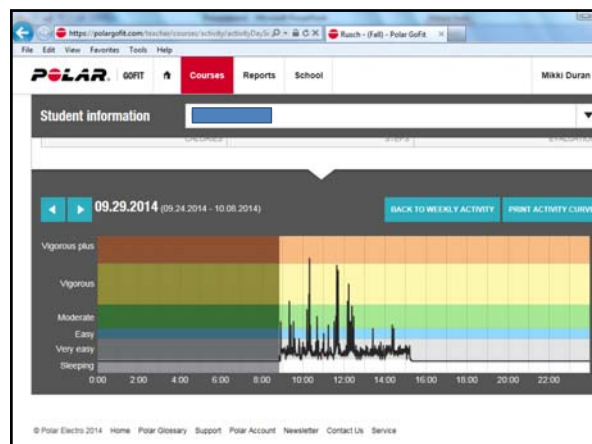 https://polargofit.com/teacher/courses/activity/activityDaySi
Rusch - (Fall) - Polar GoFit
File Edit View Favorites Tools Help
POLAR. GOFIT Courses Reports School Mikki Duran
Student information
CALORIES STEPS
09.29.2014 (09.24.2014 - 10.08.2014) BACK TO WEEKLY ACTIVITY PRINT ACTIVITY CURVE
Vigorous plus
Vigorous
Moderate
Easy
Very easy
Sleeping
0:00 2:00 4:00 6:00 8:00 10:00 12:00 14:00 16:00 18:00 20:00 22:00
© Polar Electro 2014 Home Polar Glossary Support Polar Account Newsletter Contact Us Service